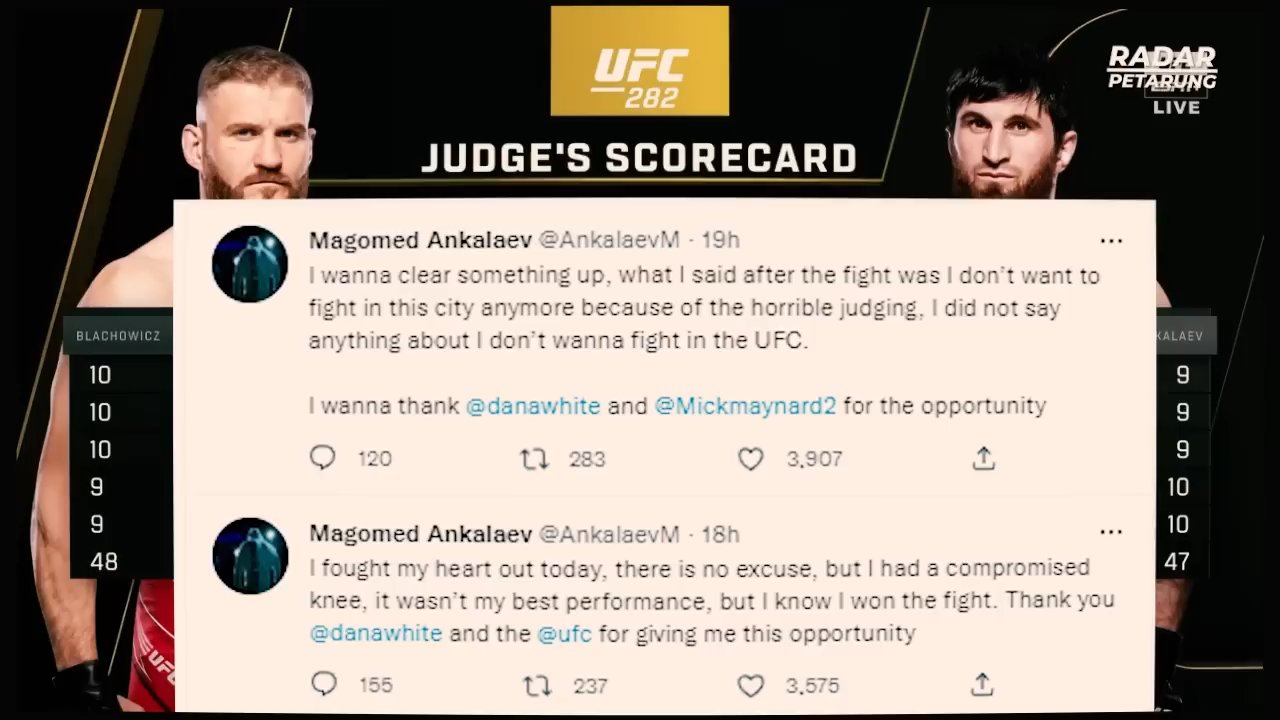 UFC
282
RADAR
PETARUNG
LIVE
JUDGE'S SCORECARD
Magomed Ankalaev @AnkalaevM · 19h
I wanna clear something up, what I said after the fight was I don't want to
fight in this city anymore because of the horrible judging, I did not say
anything about I don't wanna fight in the UFC.
I wanna thank @danawhite and @Mickmaynard2 for the opportunity
120 283 3,907
Magomed Ankalaev @AnkalaevM · 18h
I fought my heart out today, there is no excuse, but I had a compromised
knee, it wasn't my best performance, but I know I won the fight. Thank you
@danawhite and the @ufc for giving me this opportunity
155 237 3,575
BLACHOWICZ
10
10
10
9
9
48
KALAEV
9
9
9
10
10
47
UFC